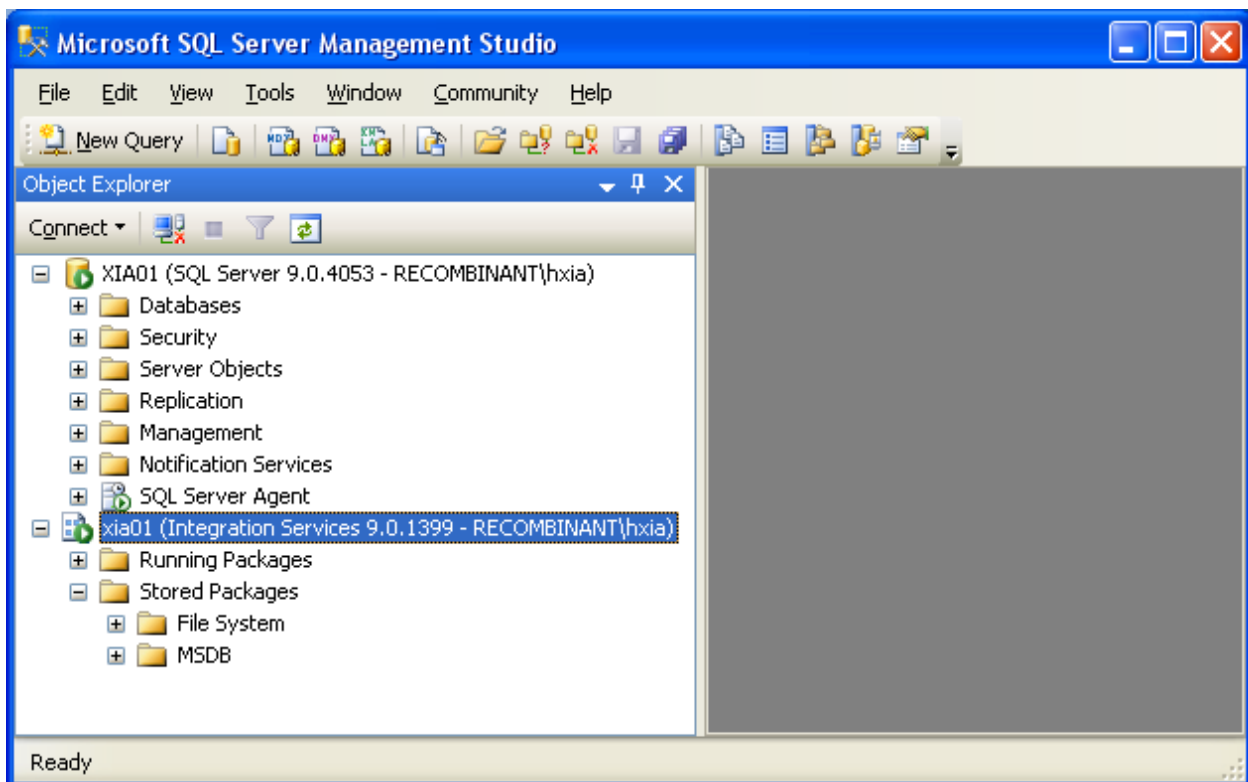 Microsoft SQL Server Management Studio
File Edit View Tools Window Community Help
New Query
Object Explorer
Connect
XIA01 (SQL Server 9.0.4053 - RECOMBINANT\hxia)
Databases
Security
Server Objects
Replication
Management
Notification Services
SQL Server Agent
xia01 (Integration Services 9.0.1399 - RECOMBINANT\hxia)
Running Packages
Stored Packages
File System
MSDB
Ready